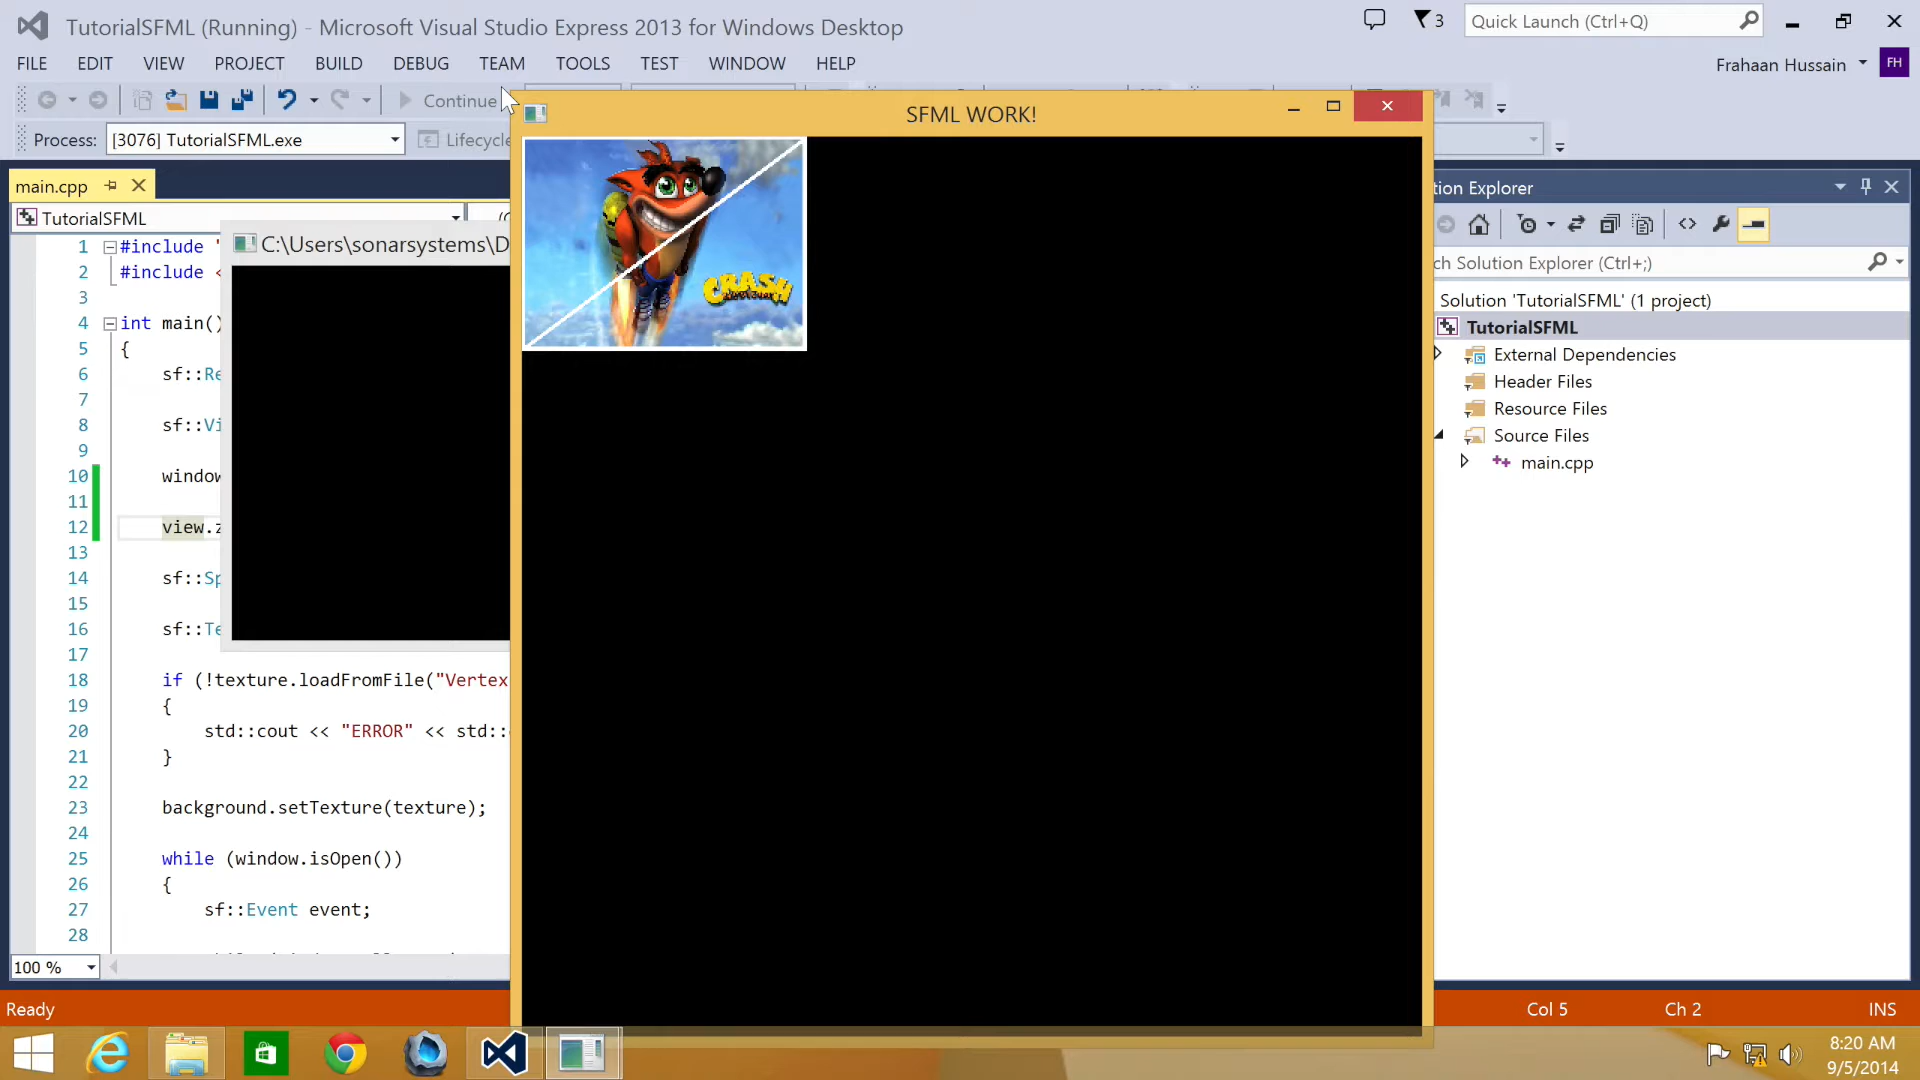 TutorialSFML (Running) - Microsoft Visual Studio Express 2013 for Windows Desktop
3
Quick Launch (Ctrl+Q)
FILE EDIT VIEW PROJECT BUILD DEBUG TEAM TOOLS TEST WINDOW HELP
Frahaan Hussain
FH
Continue
SFML WORK!
Process: [3076] TutorialSFML.exe
main.cpp
TutorialSFML
C:\Users\sonarsystems\D
CRASH
1 #include
2 #include <
3
4 int main()
5 {
6 sf::Re
7
8 sf::Vi
9
10 window
11
12 view.z
13
14 sf::Sp
15
16 sf::Te
17
18 if (!texture.loadFromFile("Vertex
19 {
20 std::cout << "ERROR" << std::
21 }
22
23 background.setTexture(texture);
24
25 while (window.isOpen())
26 {
27 sf::Event event;
28
100 %
tion Explorer
ch Solution Explorer (Ctrl+;)
Solution 'TutorialSFML' (1 project)
TutorialSFML
External Dependencies
Header Files
Resource Files
Source Files
main.cpp
Ready
Col 5
Ch 2
INS
8:20 AM
9/5/2014